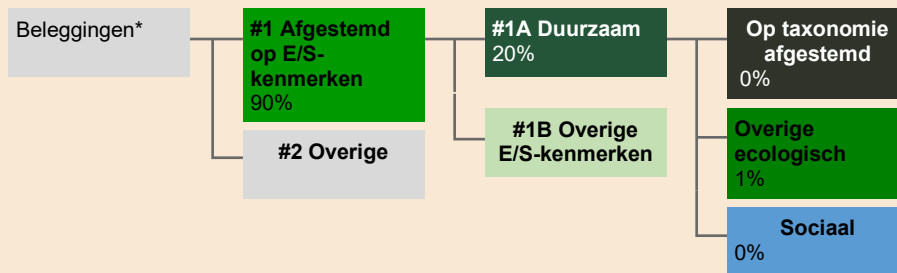 Beleggingen*
#1 Afgestemd
op E/S-
kenmerken
90%
#2 Overige
#1A Duurzaam
20%
#1B Overige
E/S-kenmerken
Op taxonomie
afgestemd
0%
Overige
ecologisch
1%
Sociaal
0%